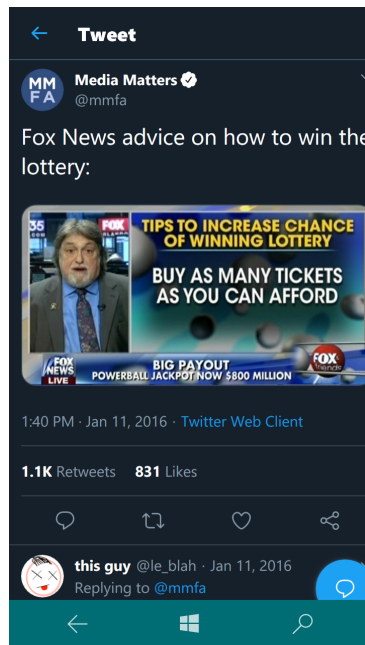 Tweet
MM
FA
Media Matters
@mmfa
Fox News advice on how to win the
lottery:
35
FOX
TIPS TO INCREASE CHANCE
OF WINNING LOTTERY
BUY AS MANY TICKETS
AS YOU CAN AFFORD
FOX
NEWS
LIVE
BIG PAYOUT
POWERBALL JACKPOT NOW $800 MILLION
FOX
friends
1:40 PM · Jan 11, 2016 · Twitter Web Client
1.1K Retweets 831 Likes
this guy @le_blah · Jan 11, 2016
Replying to @mmfa